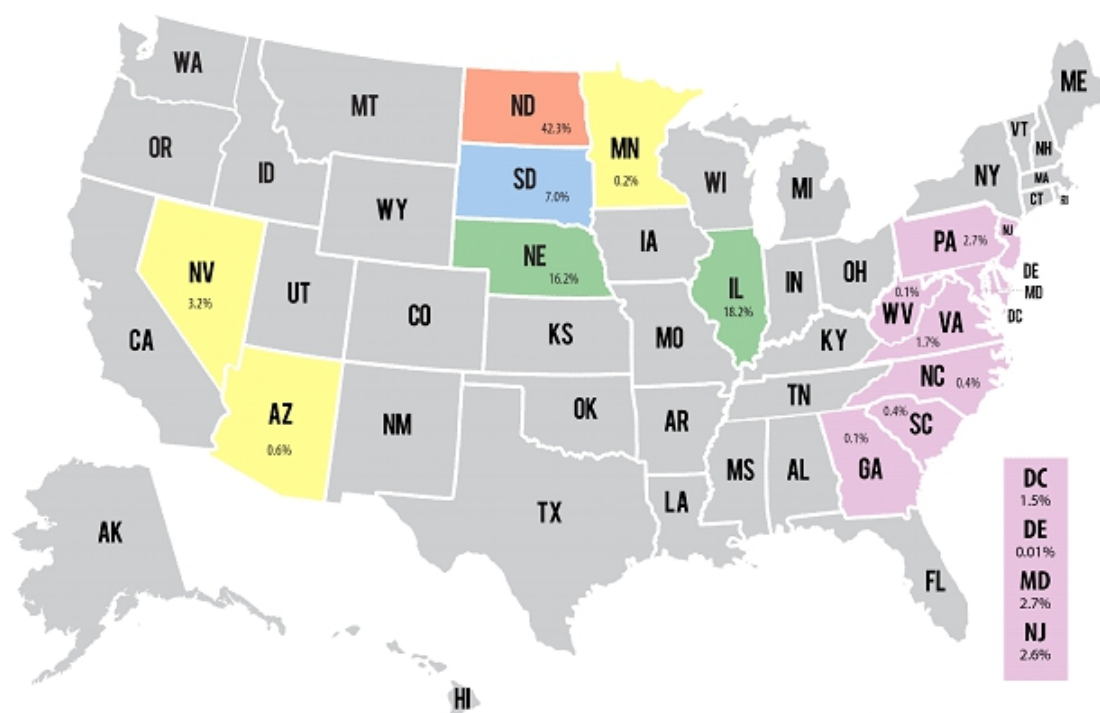 WA
MT
ND
42.3%
MN
0.2%
ME
VT
NH
OR
ID
SD
7.0%
WI
MI
NY
MA
CT
RI
WY
IA
PA 2.7%
NJ
NV
3.2%
UT
CO
NE
16.2%
IL
18.2%
IN
OH
DE
MD
DC
0.1%
WV
VA
1.7%
CA
KS
MO
KY
NC 0.4%
AZ
0.6%
NM
OK
AR
TN
0.4%
SC
0.1%
GA
MS
AL
LA
TX
FL
AK
HI
DC
1.5%
DE
0.01%
MD
2.7%
NJ
2.6%